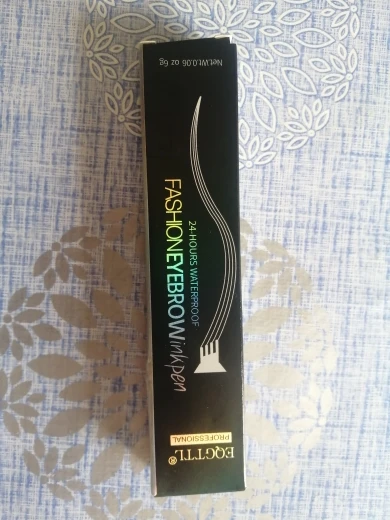 EQGTTL®
PROFESSIONAL
FASHIONEYEBROWinkpen
24-HOURS WATERPROOF
Net.Wt.0.06 oz 6g